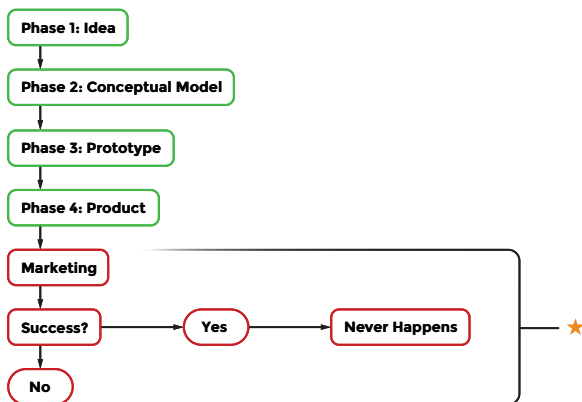 Phase 1: Idea
Phase 2: Conceptual Model
Phase 3: Prototype
Phase 4: Product
Marketing
Success?
Yes
Never Happens
No